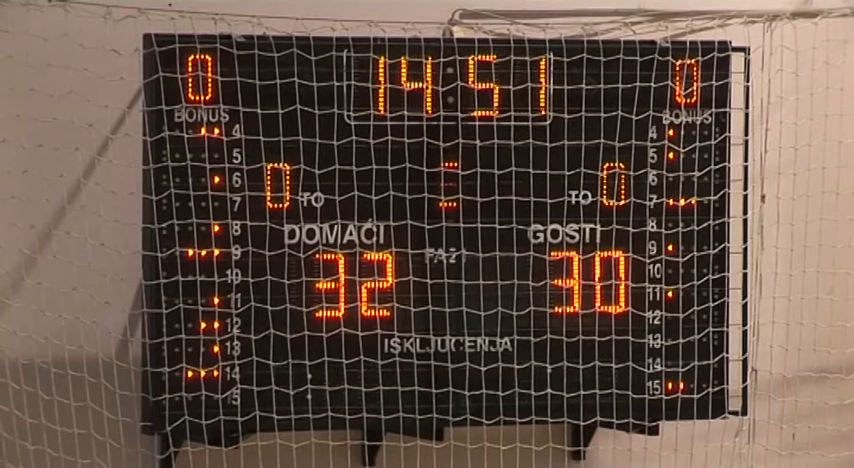 0 14:51 0
BONUS BONUS
4 4
5 5
6 6
0 TO TO 0
7 7
8 8
DOMAĆI GOSTI
9 9
10 10
32 30
11 11
12 12
ISKLJUČENJA
13 13
14 14
15 15